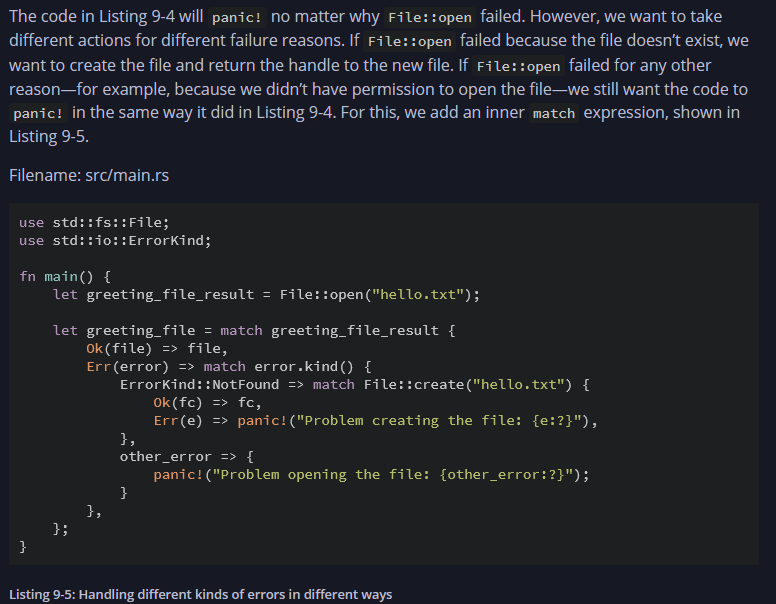 The code in Listing 9-4 will panic! no matter why File::open failed. However, we want to take
different actions for different failure reasons. If File::open failed because the file doesn’t exist, we
want to create the file and return the handle to the new file. If File::open failed for any other
reason—for example, because we didn’t have permission to open the file—we still want the code to
panic! in the same way it did in Listing 9-4. For this, we add an inner match expression, shown in
Listing 9-5.
Filename: src/main.rs
use std::fs::File;
use std::io::ErrorKind;
fn main() {
    let greeting_file_result = File::open("hello.txt");
    let greeting_file = match greeting_file_result {
        Ok(file) => file,
        Err(error) => match error.kind() {
            ErrorKind::NotFound => match File::create("hello.txt") {
                Ok(fc) => fc,
                Err(e) => panic!("Problem creating the file: {e:?}"),
            },
            other_error => {
                panic!("Problem opening the file: {other_error:?}");
            }
        },
    };
}
Listing 9-5: Handling different kinds of errors in different ways